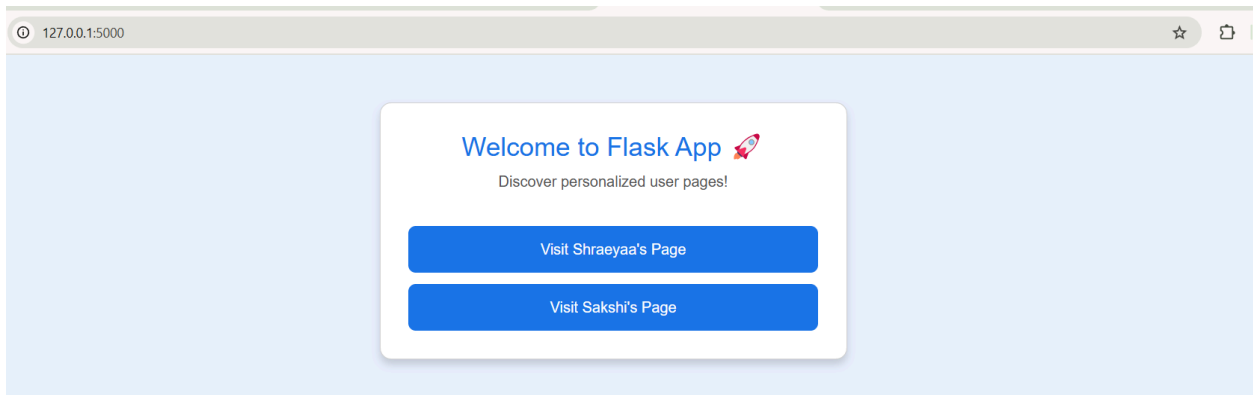 127.0.0.1:5000
Welcome to Flask App 🚀
Discover personalized user pages!
Visit Shraeyaa's Page
Visit Sakshi's Page